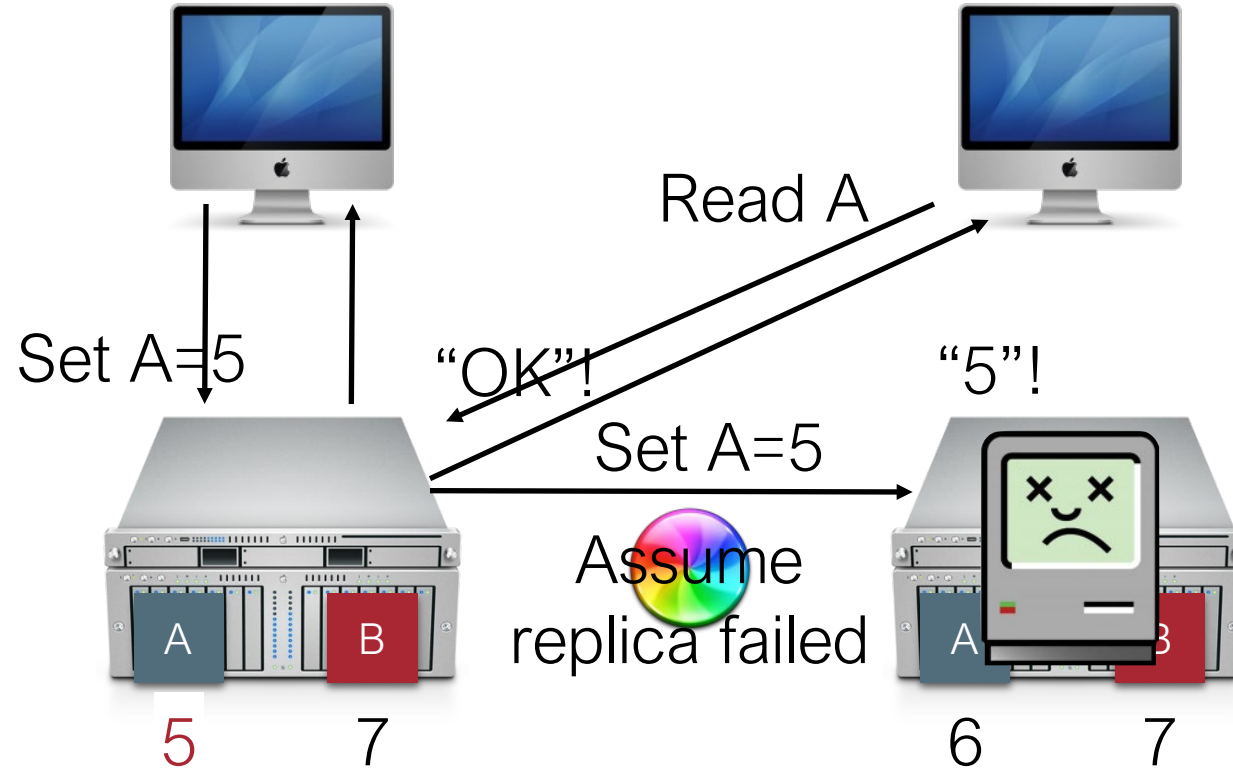 Read A
Set A=5
“OK”!
“5”!
Set A=5
Assume
replica failed
A
B
A
B
5
7
6
7